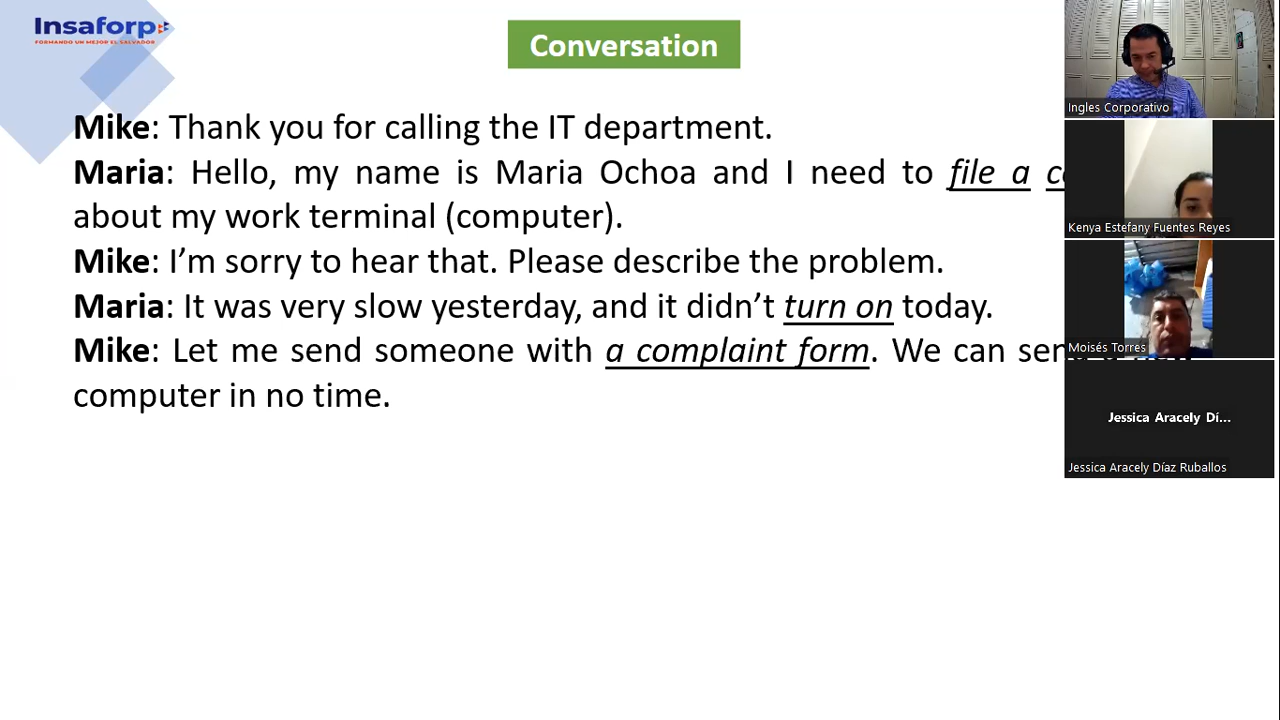 Insaforp
FORMANDO UN MEJOR EL SALVADOR
Conversation
Mike: Thank you for calling the IT department.
Maria: Hello, my name is Maria Ochoa and I need to file a
about my work terminal (computer).
Mike: I’m sorry to hear that. Please describe the problem.
Maria: It was very slow yesterday, and it didn’t turn on today.
Mike: Let me send someone with a complaint form. We can send a new
computer in no time.
Ingles Corporativo
Kenya Estefany Fuentes Reyes
Moisés Torres
Jessica Aracely Dí...
Jessica Aracely Díaz Ruballos